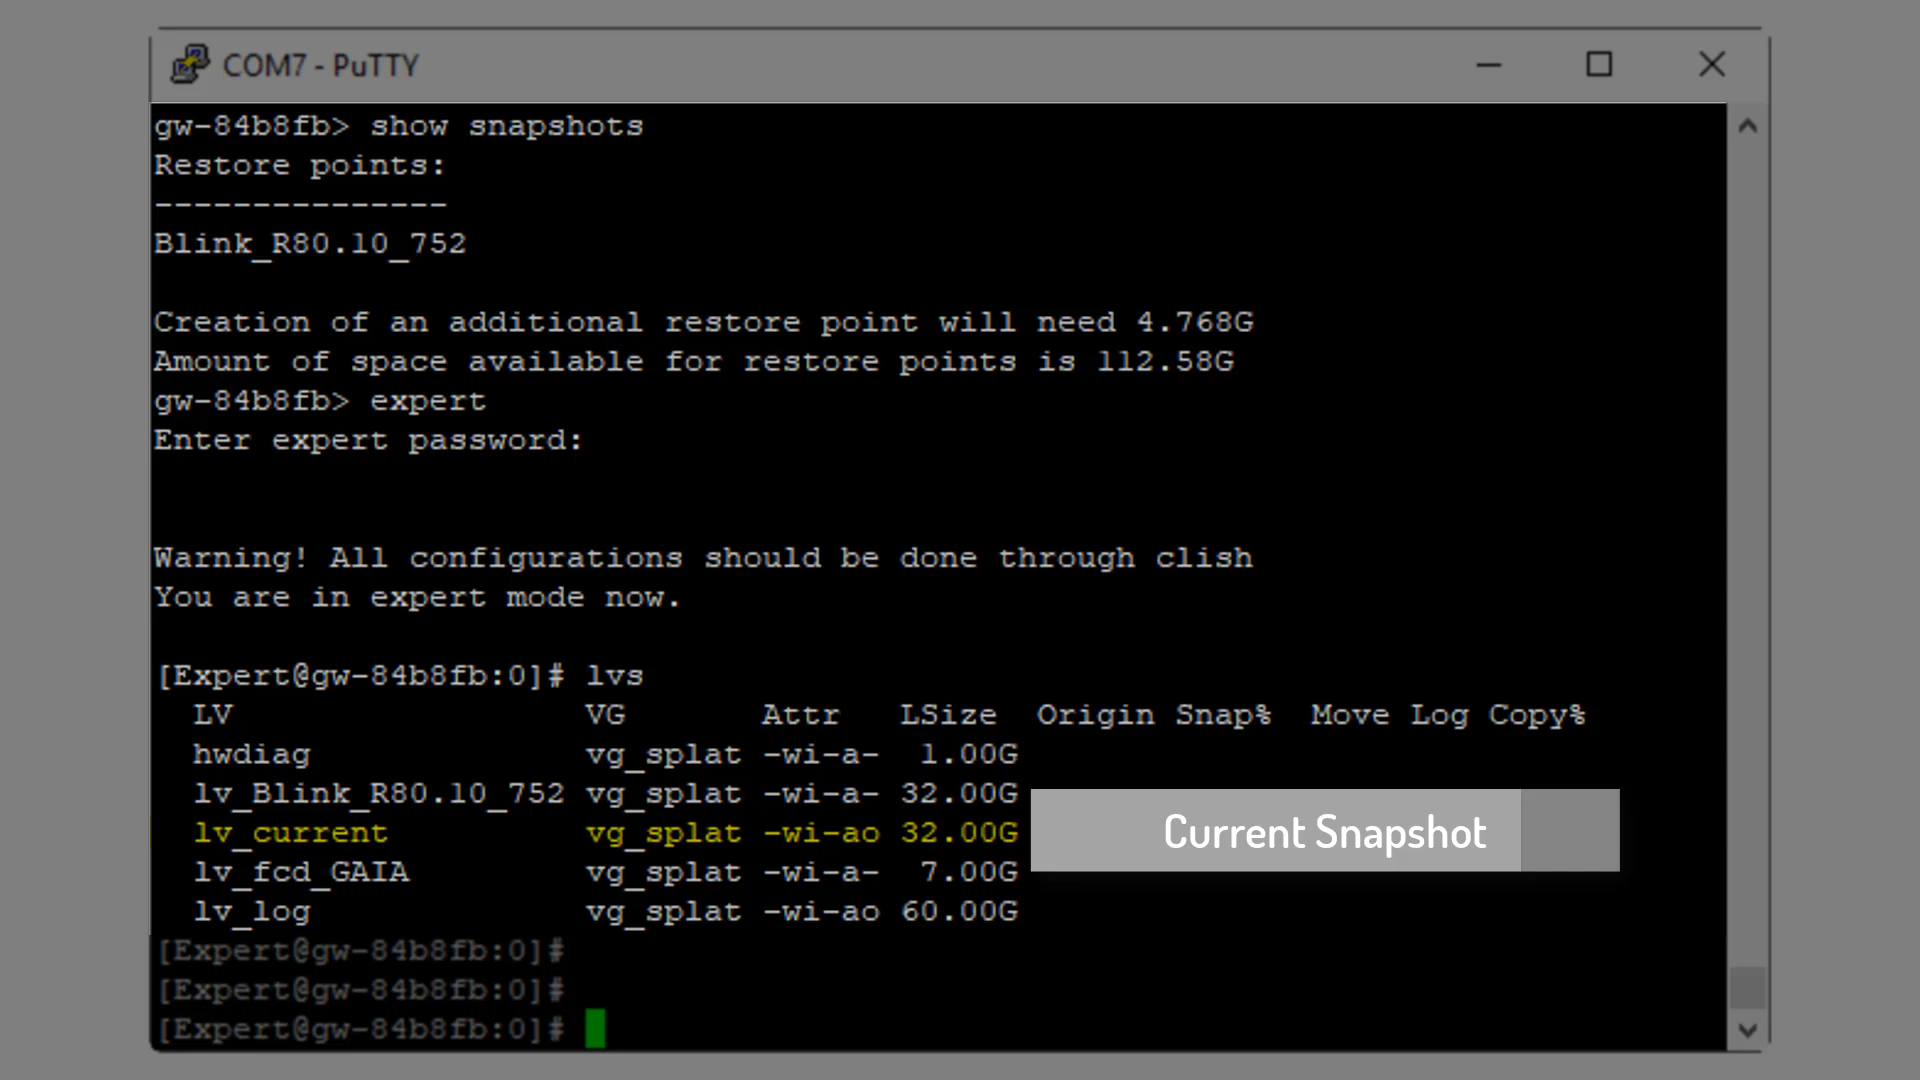 COM7 - PuTTY
gw-84b8fb> show snapshots
Restore points:
---------------
Blink_R80.10_752
Creation of an additional restore point will need 4.768G
Amount of space available for restore points is 112.58G
gw-84b8fb> expert
Enter expert password:
Warning! All configurations should be done through clish
You are in expert mode now.
[Expert@gw-84b8fb:0]# lvs
LV VG Attr LSize Origin Snap% Move Log Copy%
hwdiag vg_splat -wi-a- 1.00G
lv_Blink_R80.10_752 vg_splat -wi-a- 32.00G
lv_current vg_splat -wi-ao 32.00G Current Snapshot
lv_fcd_GAIA vg_splat -wi-a- 7.00G
lv_log vg_splat -wi-ao 60.00G
[Expert@gw-84b8fb:0]#
[Expert@gw-84b8fb:0]#
[Expert@gw-84b8fb:0]#